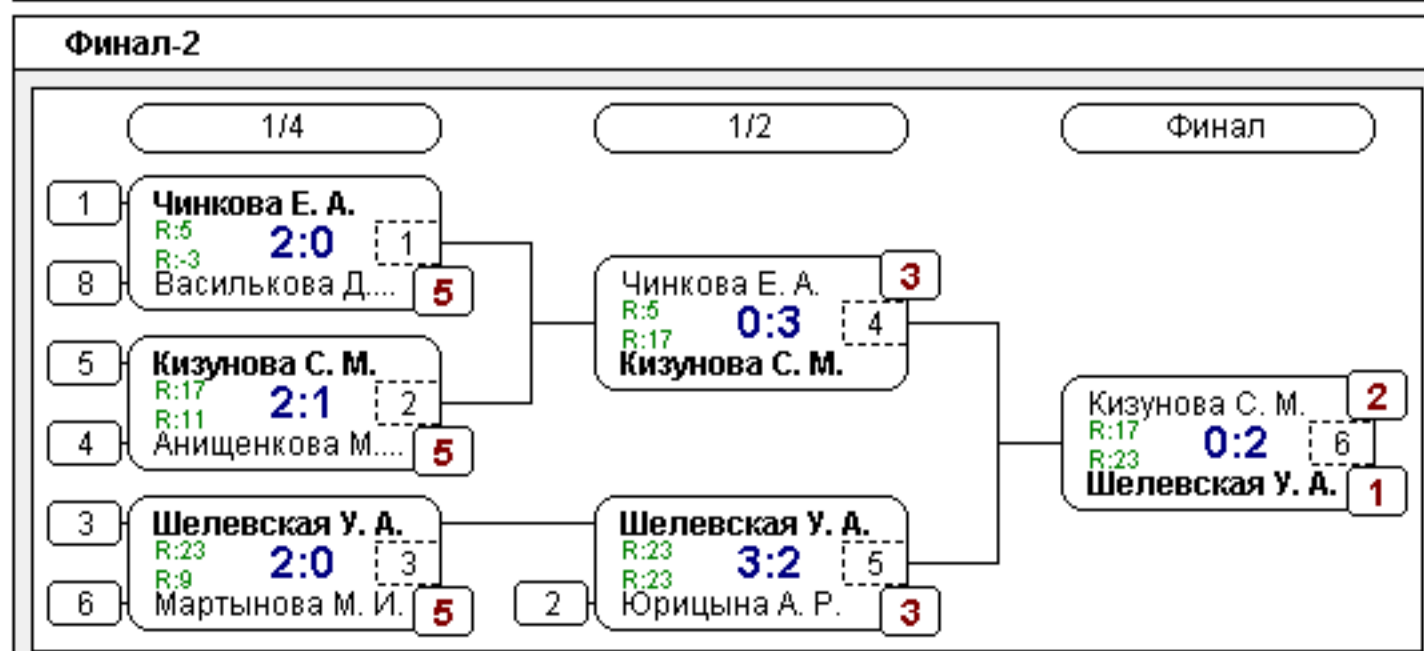 Финал-2
1/4
1/2
Финал
1
Чинкова Е. А.
R:5
2:0
1
R:-3
8
Василькова Д....
5
5
Кизунова С. М.
R:17
2:1
2
R:11
4
Анищенкова М....
5
3
Шелевская У. А.
R:23
2:0
3
R:9
6
Мартынова М. И.
5
Чинкова Е. А.
3
R:5
0:3
4
R:17
Кизунова С. М.
Шелевская У. А.
R:23
3:2
5
R:23
2
Юрицына А. Р.
3
Кизунова С. М.
2
R:17
0:2
6
R:23
Шелевская У. А.
1